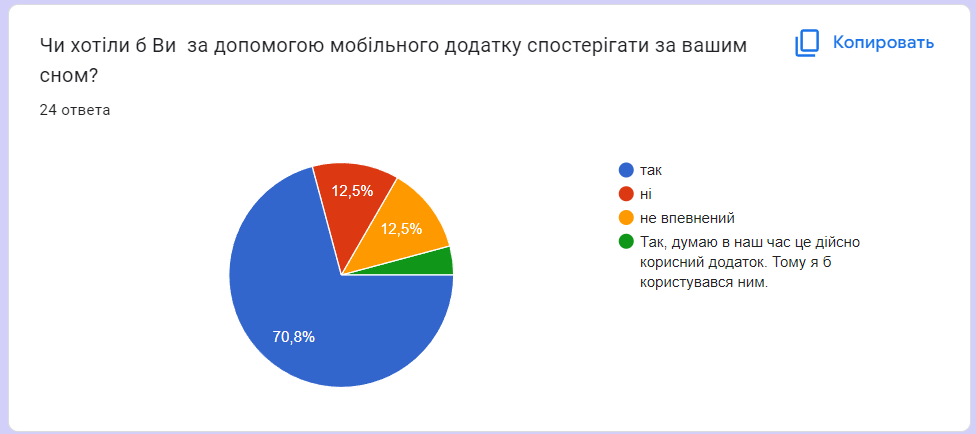 Чи хотіли б Ви  за допомогою мобільного додатку спостерігати за вашим
сном?
Копировать
24 ответа
12,5%
12,5%
70,8%
так
ні
не впевнений
Так, думаю в наш час це дійсно
корисний додаток. Тому я б
користувався ним.